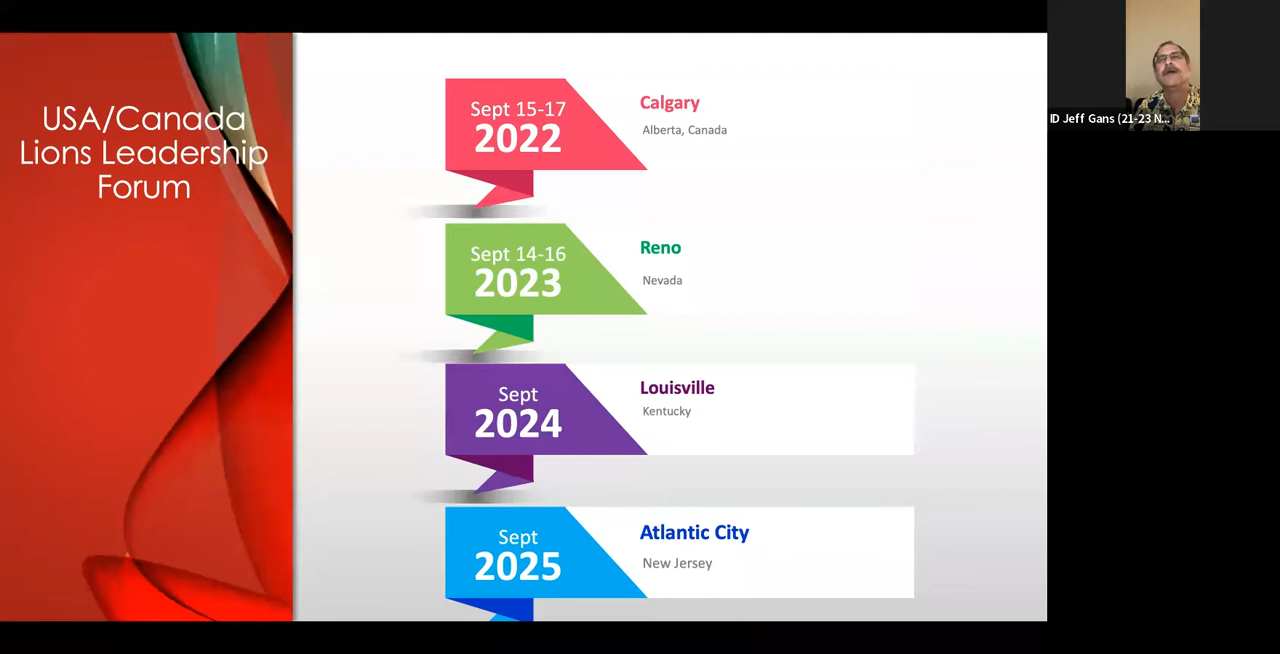 USA/Canada
Lions Leadership
Forum
Sept 15-17
2022
Calgary
Alberta, Canada
Sept 14-16
2023
Reno
Nevada
Sept
2024
Louisville
Kentucky
Sept
2025
Atlantic City
New Jersey
ID Jeff Gans (21-23 N...